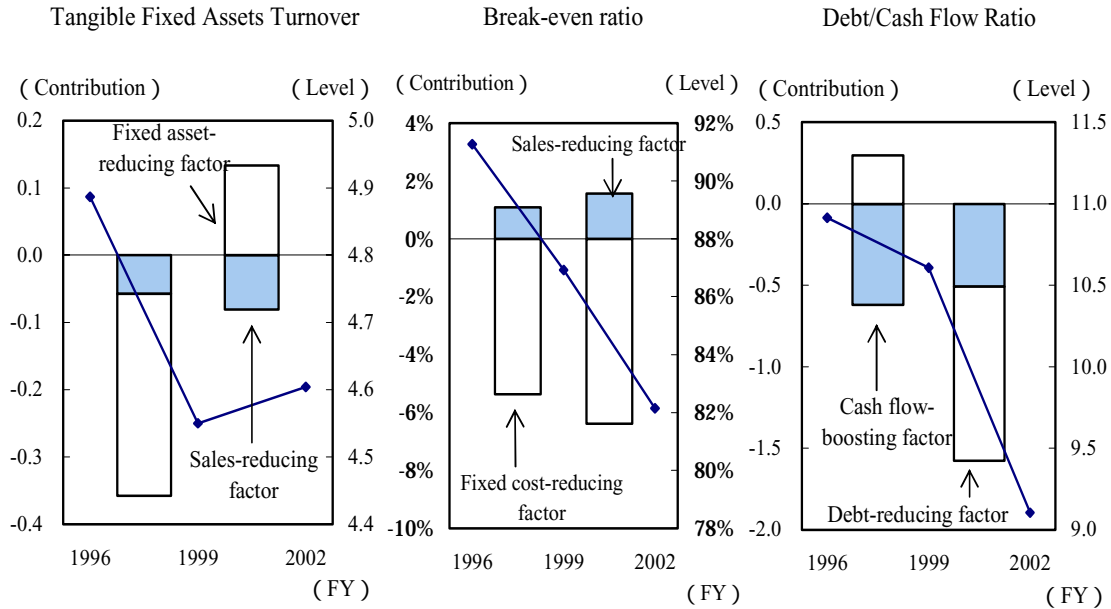 Tangible Fixed Assets Turnover
( Contribution )
( Level )
0.2
0.1
0.0
-0.1
-0.2
-0.3
-0.4
5.0
4.9
4.8
4.7
4.6
4.5
4.4
Fixed asset-
reducing factor
Sales-reducing
factor
1996
1999
2002
( FY )
Break-even ratio
( Contribution )
( Level )
4%
2%
0%
-2%
-4%
-6%
-8%
-10%
92%
90%
88%
86%
84%
82%
80%
78%
Sales-reducing factor
Fixed cost-reducing
factor
1996
1999
2002
( FY )
Debt/Cash Flow Ratio
( Contribution )
( Level )
0.5
0.0
-0.5
-1.0
-1.5
-2.0
11.5
11.0
10.5
10.0
9.5
9.0
Cash flow-
boosting factor
Debt-reducing factor
1996
1999
2002
( FY )